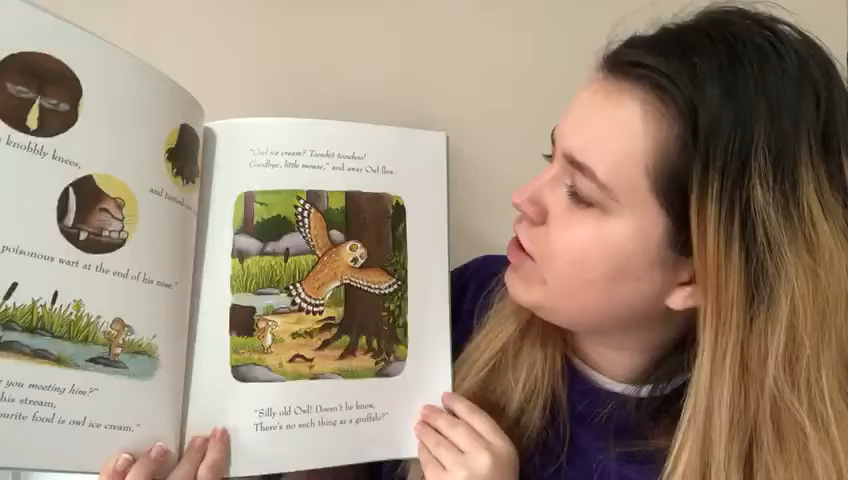 knobbly knees,
and turned-out
poisonous wart at the end of his nose."
you meeting him?"
his stream,
favourite food is owl ice cream."
"Owl ice cream? Toowhit toowhoo!
Goodbye, little mouse," and away Owl flew.
"Silly old Owl! Doesn't he know,
There's no such thing as a gruffalo?"